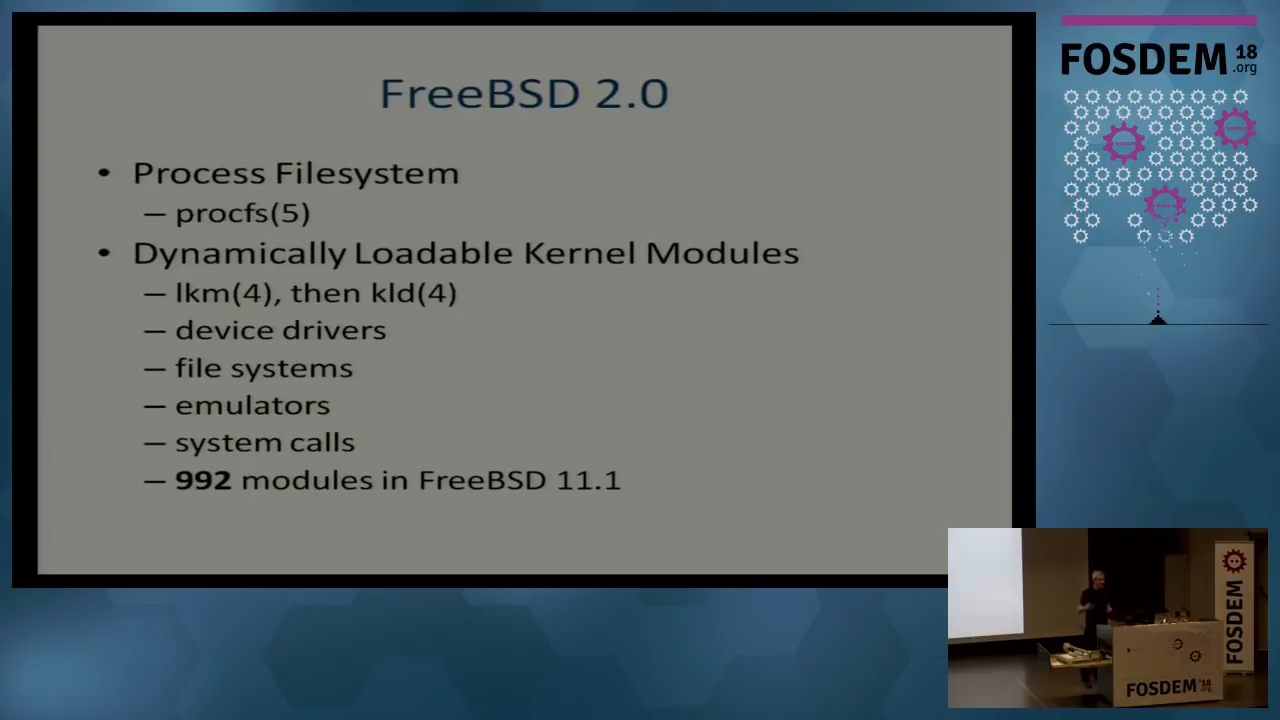 FreeBSD 2.0
• Process Filesystem
– procfs(5)
• Dynamically Loadable Kernel Modules
– lkm(4), then kld(4)
– device drivers
– file systems
– emulators
– system calls
– 992 modules in FreeBSD 11.1
FOSDEM 18
.org
FOSDEM
FOSDEM '18
.org